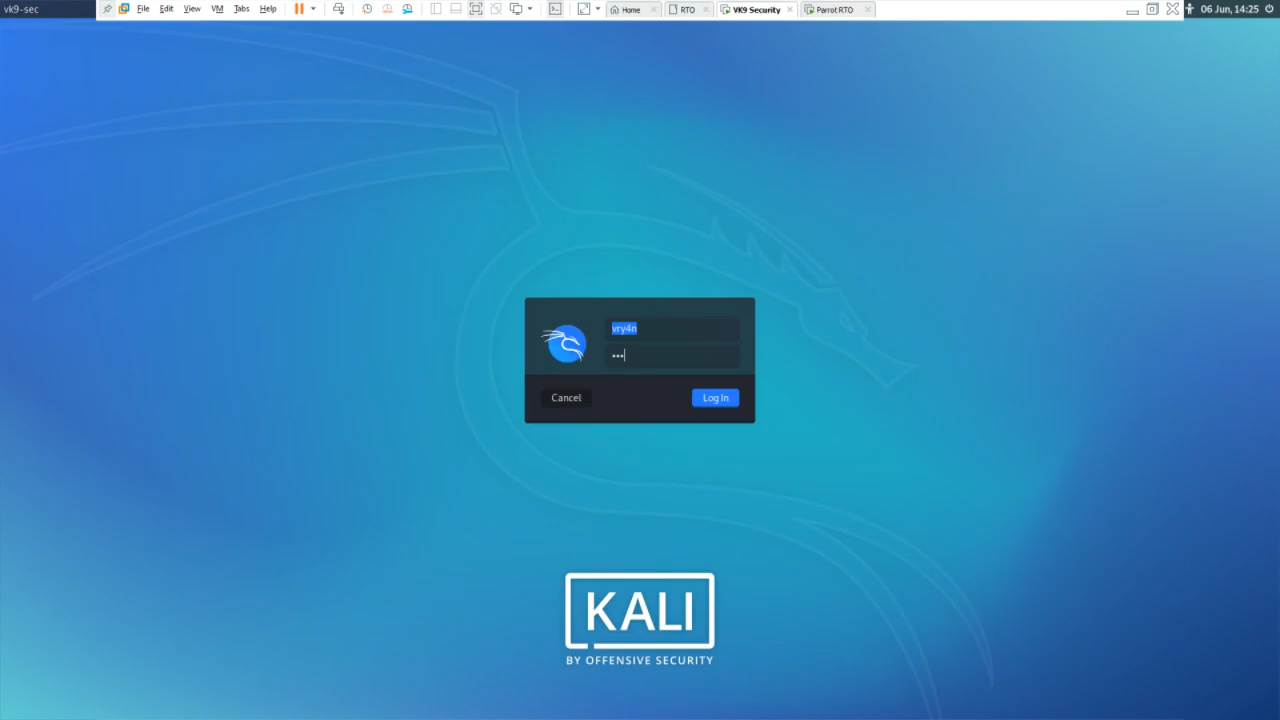 vk9-sec
File Edit View VM Tabs Help
Home RTO VK9 Security Parrot RTO
06 Jun, 14:25
vry4n
•••
Cancel Log In
KALI
BY OFFENSIVE SECURITY